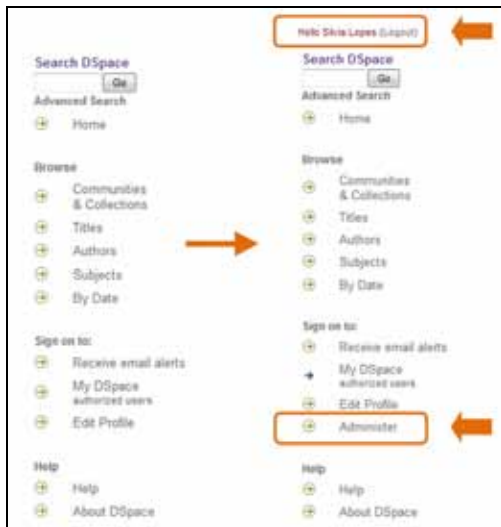 Search DSpace
Go
Advanced Search
Home
Browse
Communities
& Collections
Titles
Authors
Subjects
By Date
Sign on to:
Receive email alerts
My DSpace
authorized users
Edit Profile
Help
Help
About DSpace
Hello Silvia Lopes (Logout)
Search DSpace
Go
Advanced Search
Home
Browse
Communities
& Collections
Titles
Authors
Subjects
By Date
Sign on to:
Receive email alerts
My DSpace
authorized users
Edit Profile
Administer
Help
Help
About DSpace